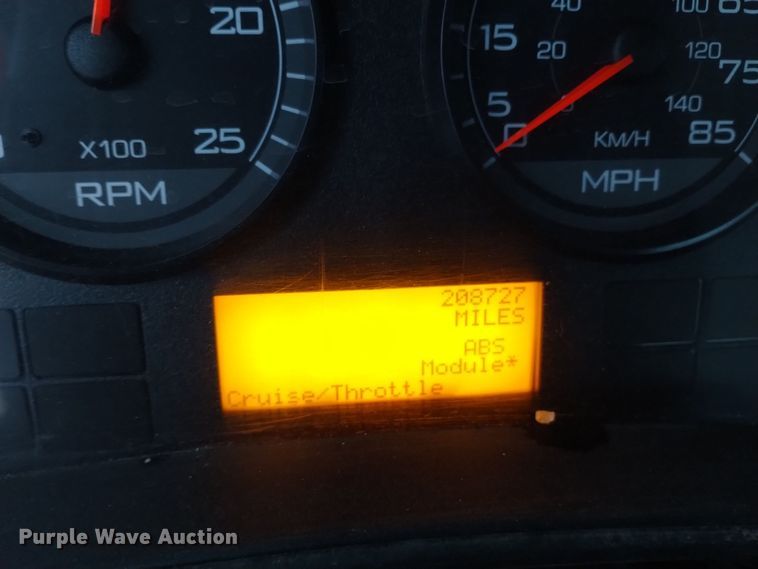 20
25
X100
RPM
40
100
65
15
20
120
75
5
0
140
KM/H
85
MPH
208727
MILES
ABS
Module*
Cruise/Throttle
Purple Wave Auction